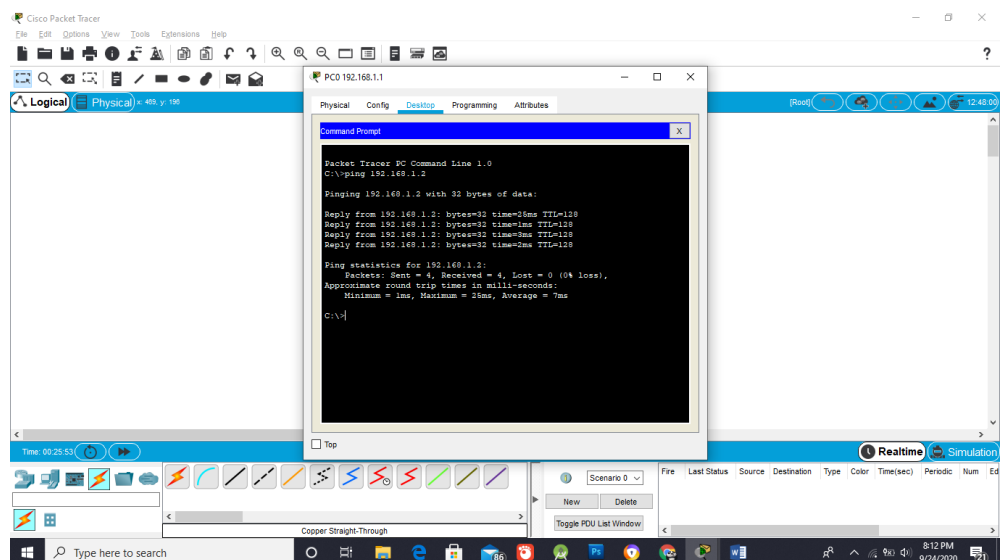 Cisco Packet Tracer
File Edit Options View Tools Extensions Help
?
PC0 192.168.1.1
Logical Physical x: 469, y: 198
[Root] 12:48:00
Physical Config Desktop Programming Attributes
Command Prompt X
Packet Tracer PC Command Line 1.0
C:\>ping 192.168.1.2
Pinging 192.168.1.2 with 32 bytes of data:
Reply from 192.168.1.2: bytes=32 time=25ms TTL=128
Reply from 192.168.1.2: bytes=32 time=1ms TTL=128
Reply from 192.168.1.2: bytes=32 time=3ms TTL=128
Reply from 192.168.1.2: bytes=32 time=2ms TTL=128
Ping statistics for 192.168.1.2:
Packets: Sent = 4, Received = 4, Lost = 0 (0% loss),
Approximate round trip times in milli-seconds:
Minimum = 1ms, Maximum = 25ms, Average = 7ms
C:\>
Top
Time: 00:25:53
Realtime Simulation
Scenario 0
Fire Last Status Source Destination Type Color Time(sec) Periodic Num Ed
New Delete
Toggle PDU List Window
Copper Straight-Through
Type here to search
86
Ps
8:12 PM
9/24/2020
21